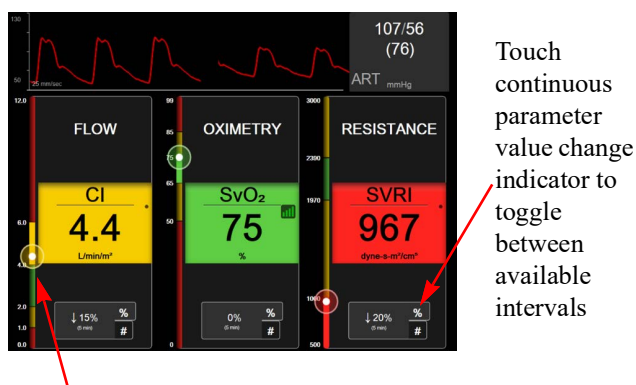 130
107/56
(76)
50
25 mm/sec
ART mmHg
12.0
6.0
4.0
2.0
1.0
0.0
FLOW
CI
4.4
L/min/m²
↓ 15%
(5 min)
%
#
99
85
75
65
50
0
OXIMETRY
SvO₂
75
%
0%
(5 min)
%
#
3000
2300
1970
1000
500
RESISTANCE
SVRI
967
dyne-s-m²/cm⁵
↓ 20%
(5 min)
%
#
Touch
continuous
parameter
value change
indicator to
toggle
between
available
intervals